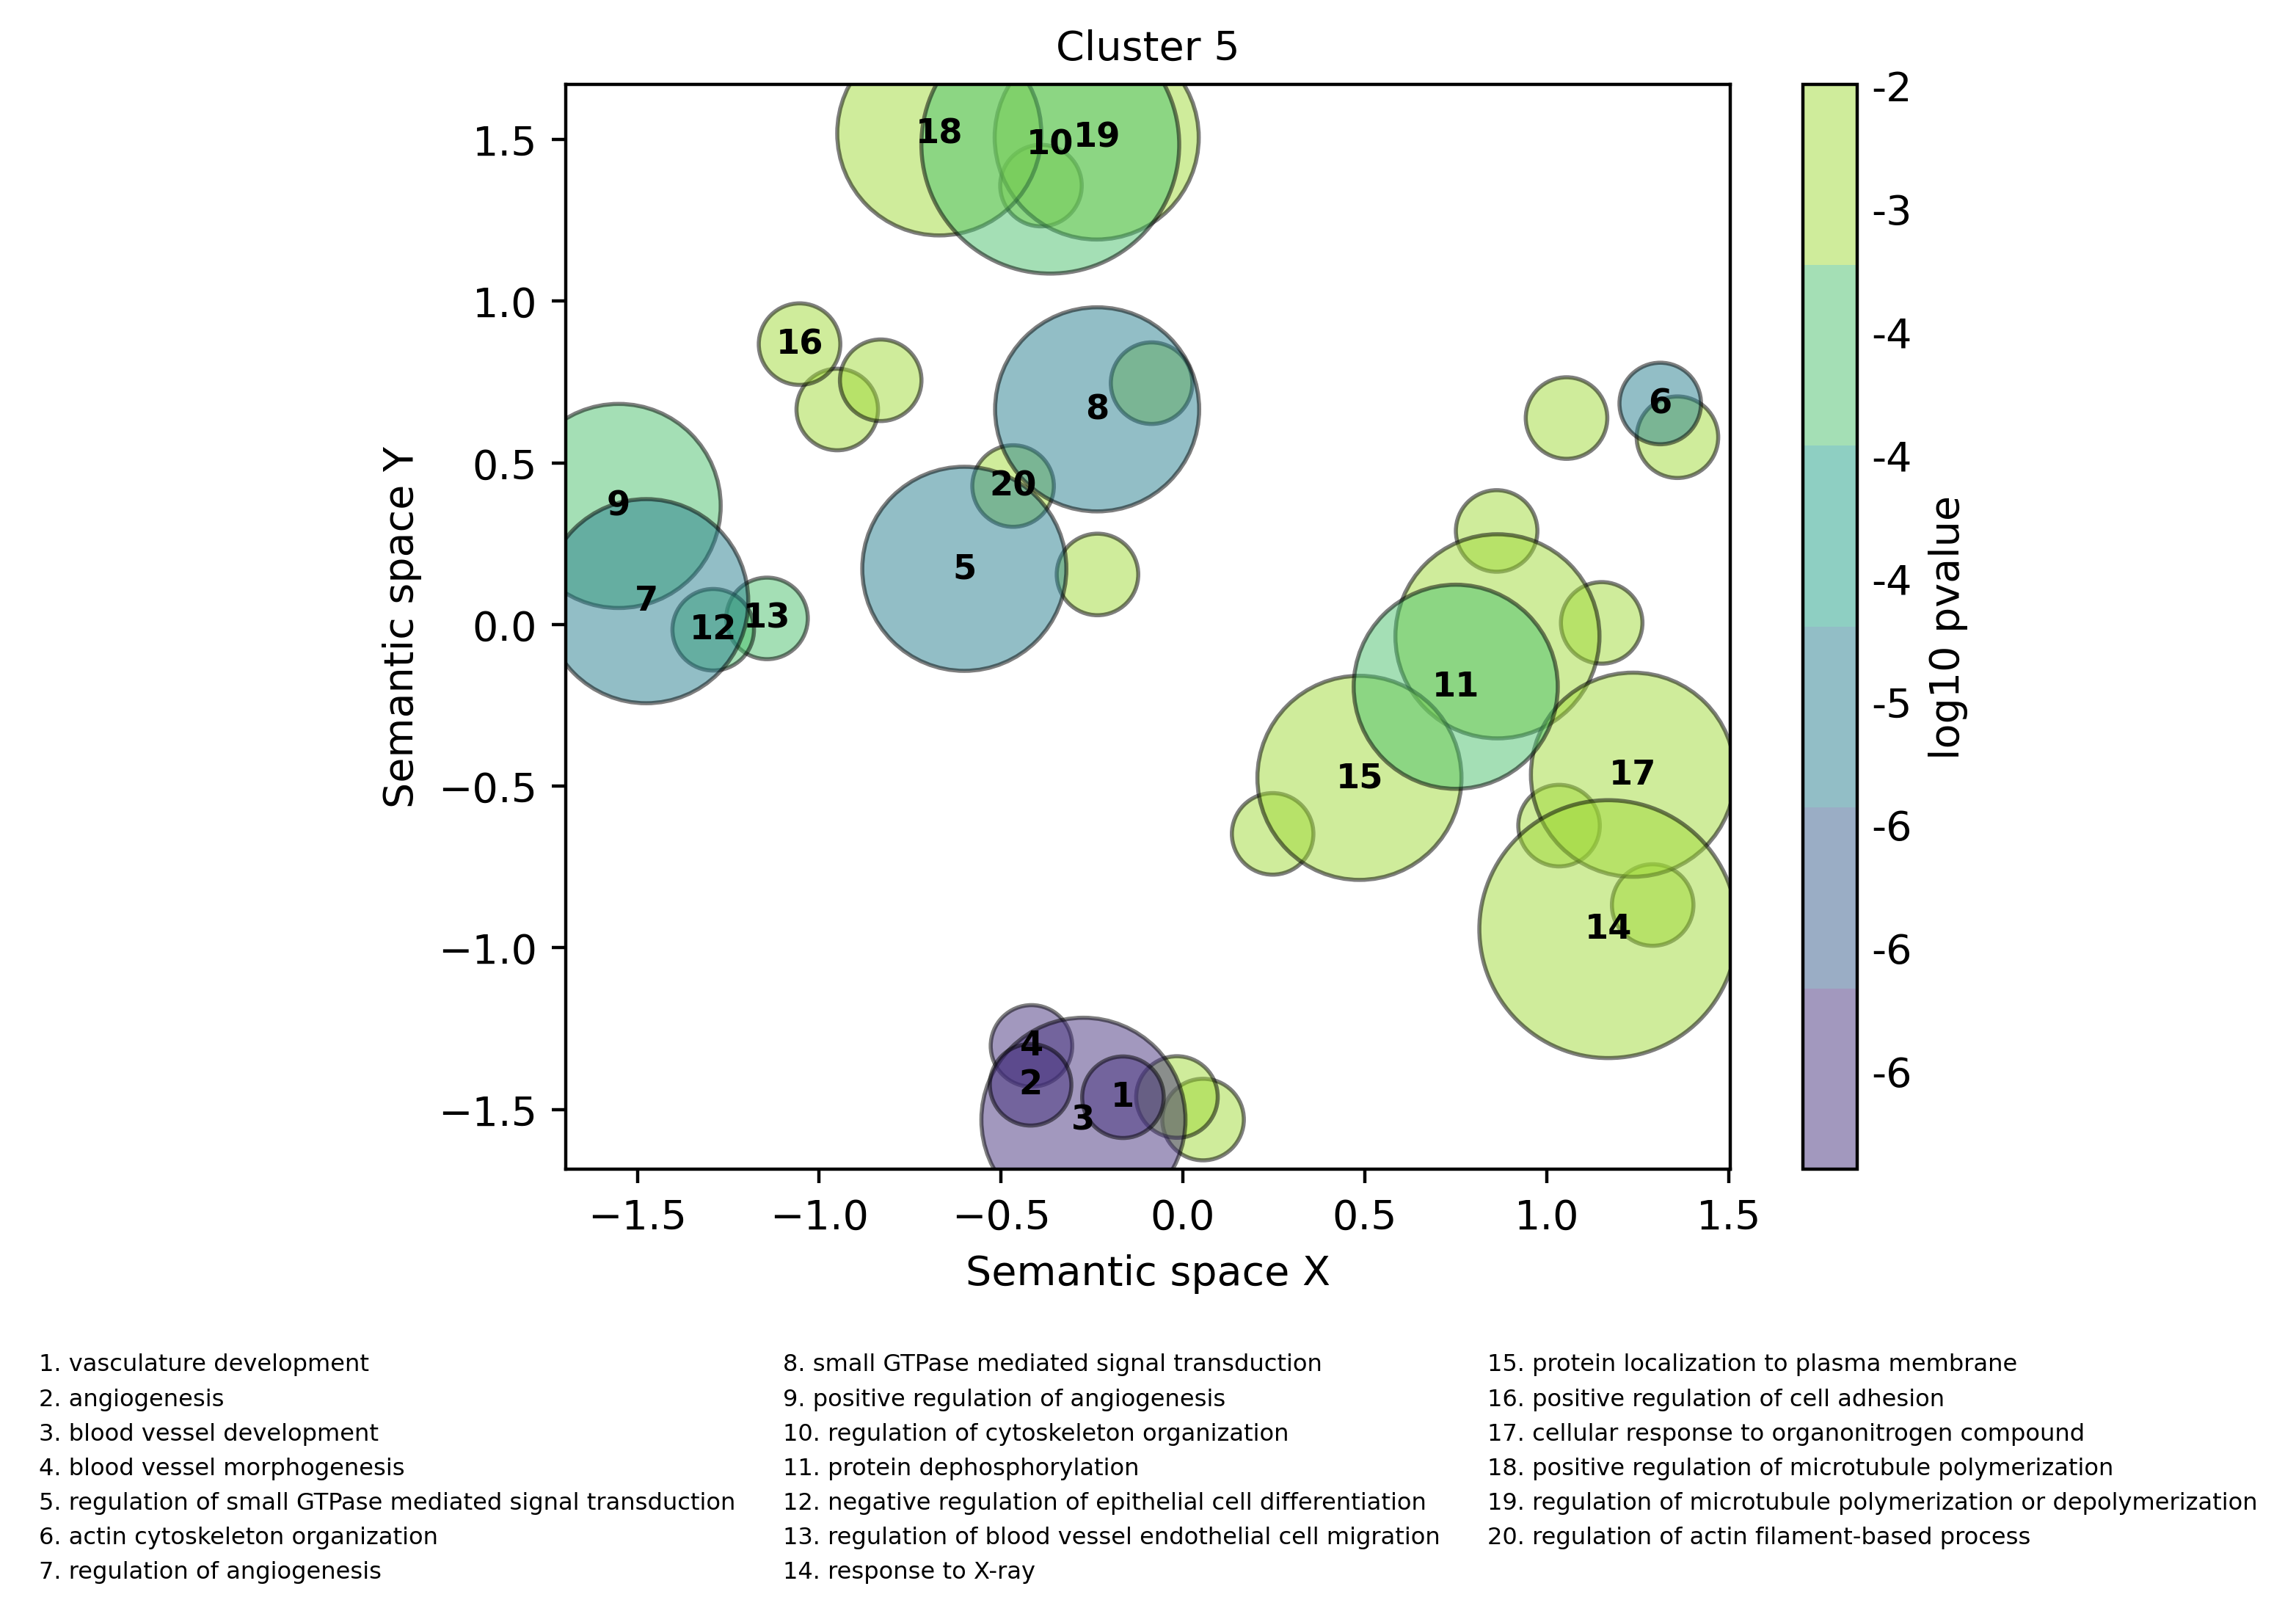 Cluster 5
1.5
1.0
0.5
0.0
−0.5
−1.0
−1.5
Semantic space Y
18
10
19
16
8
6
20
9
5
7
12
13
11
15
17
14
4
2
1
3
−1.5
−1.0
−0.5
0.0
0.5
1.0
1.5
Semantic space X
-2
-3
-4
-4
-4
-5
-6
-6
-6
log10 pvalue
1. vasculature development
2. angiogenesis
3. blood vessel development
4. blood vessel morphogenesis
5. regulation of small GTPase mediated signal transduction
6. actin cytoskeleton organization
7. regulation of angiogenesis
8. small GTPase mediated signal transduction
9. positive regulation of angiogenesis
10. regulation of cytoskeleton organization
11. protein dephosphorylation
12. negative regulation of epithelial cell differentiation
13. regulation of blood vessel endothelial cell migration
14. response to X-ray
15. protein localization to plasma membrane
16. positive regulation of cell adhesion
17. cellular response to organonitrogen compound
18. positive regulation of microtubule polymerization
19. regulation of microtubule polymerization or depolymerization
20. regulation of actin filament-based process